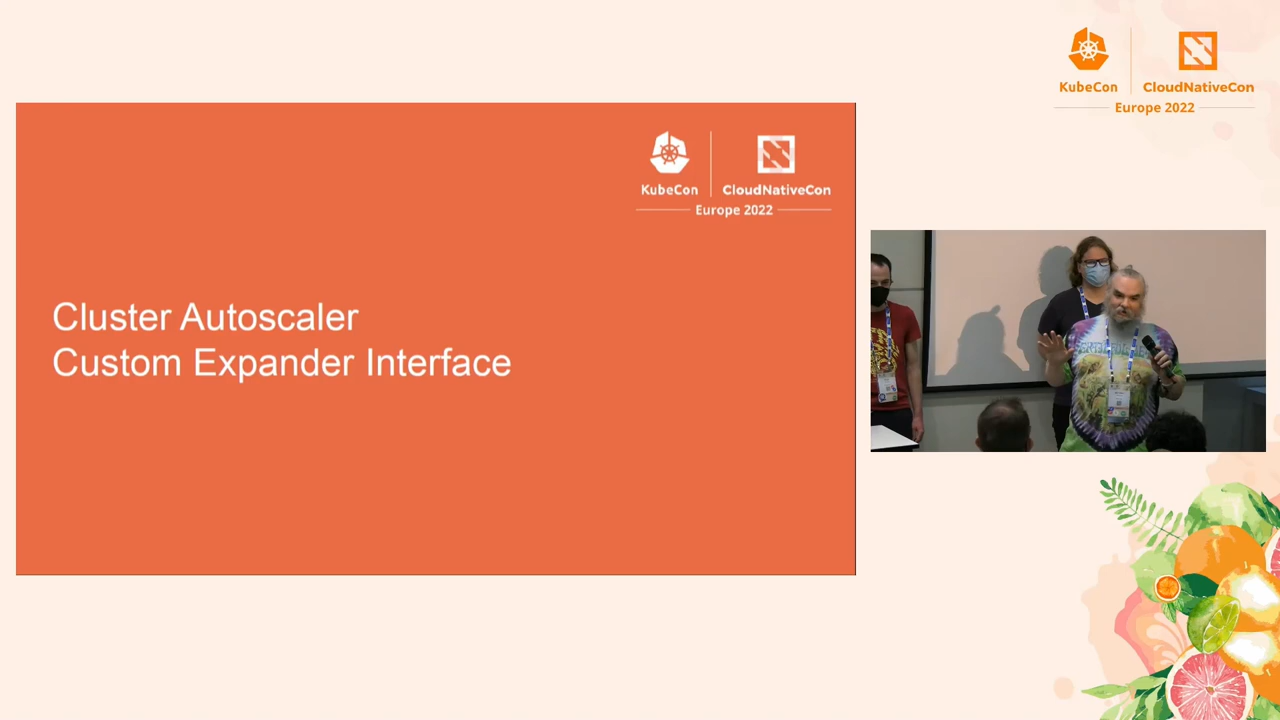 KubeCon
CloudNativeCon
Europe 2022
KubeCon
CloudNativeCon
Europe 2022
Cluster Autoscaler
Custom Expander Interface